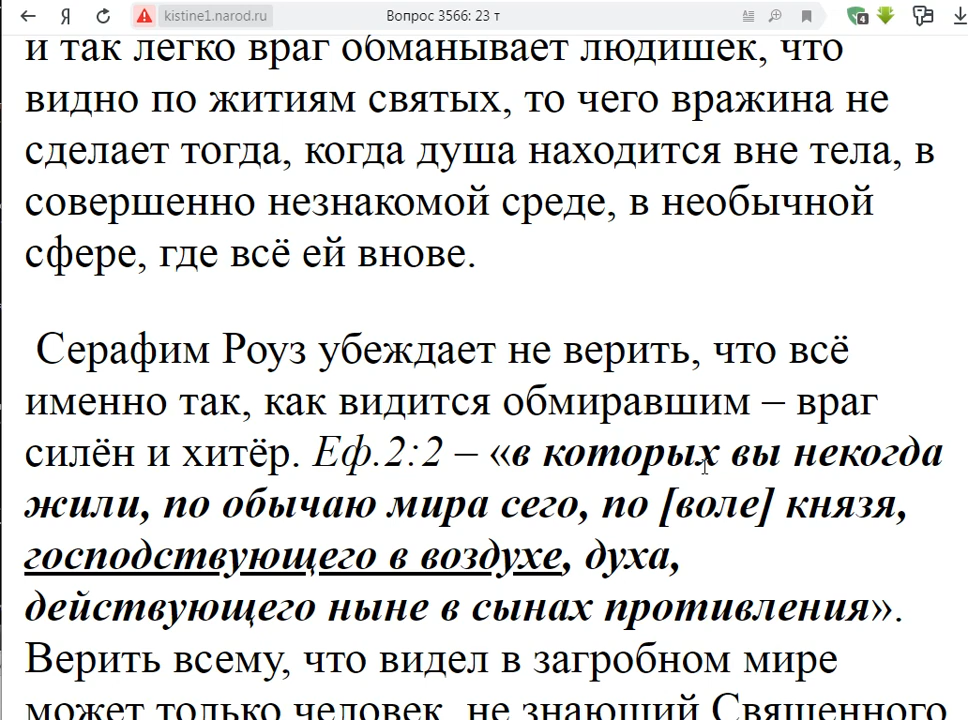 Я kistine1.narod.ru Вопрос 3566: 23 т 4
и так легко враг обманывает людишек, что
видно по житиям святых, то чего вражина не
сделает тогда, когда душа находится вне тела, в
совершенно незнакомой среде, в необычной
сфере, где всё ей внове.
Серафим Роуз убеждает не верить, что всё
именно так, как видится обмиравшим – враг
силён и хитёр. Еф.2:2 – «в которых вы некогда
жили, по обычаю мира сего, по [воле] князя,
господствующего в воздухе, духа,
действующего ныне в сынах противления».
Верить всему, что видел в загробном мире
может только человек, не знающий Священного